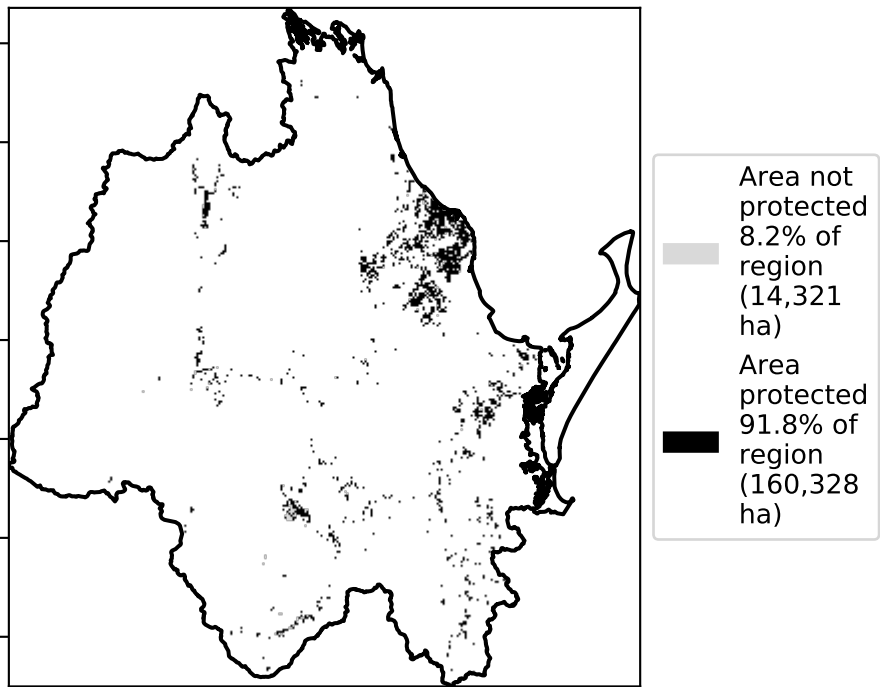 Area not
protected
8.2% of
region
(14,321
ha)
Area
protected
91.8% of
region
(160,328
ha)